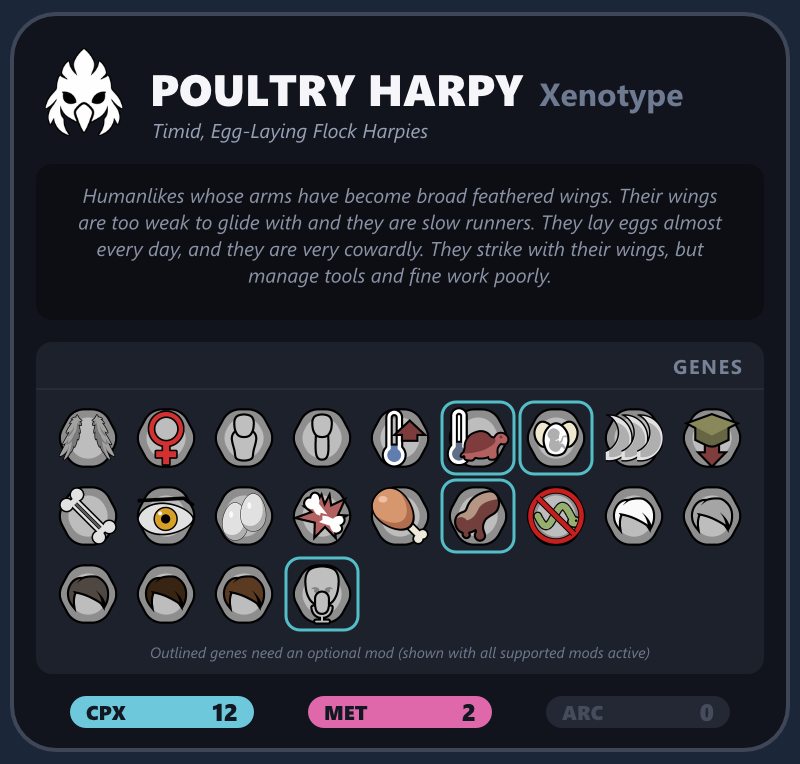 POULTRY HARPY Xenotype
Timid, Egg-Laying Flock Harpies
Humanlikes whose arms have become broad feathered wings. Their wings
are too weak to glide with and they are slow runners. They lay eggs almost
every day, and they are very cowardly. They strike with their wings, but
manage tools and fine work poorly.
GENES
Outlined genes need an optional mod (shown with all supported mods active)
CPX 12 MET 2 ARC 0